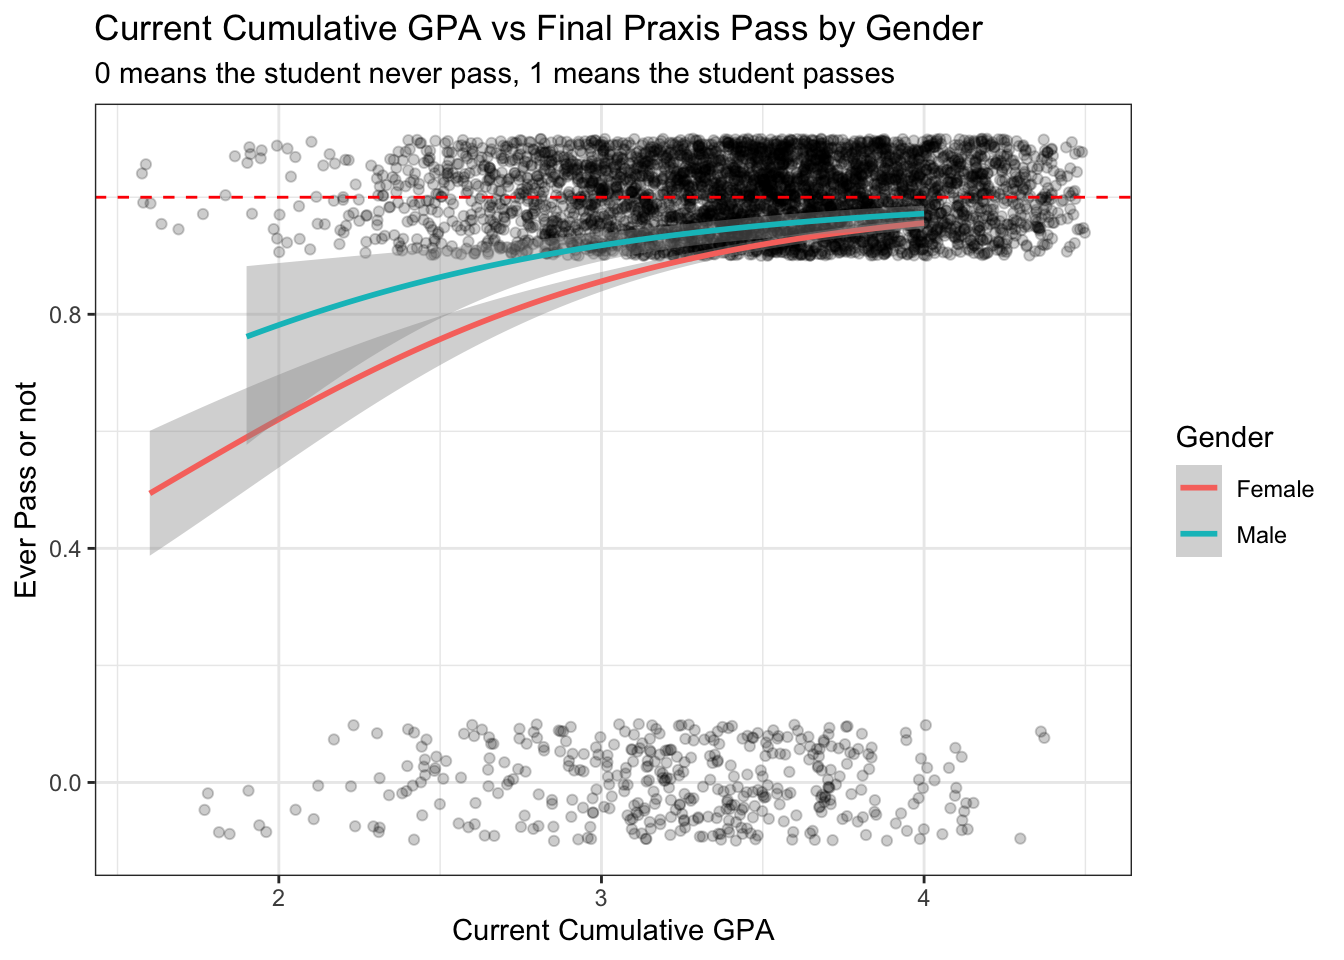 Current Cumulative GPA vs Final Praxis Pass by Gender
0 means the student never pass, 1 means the student passes
Ever Pass or not
0.8
0.4
0.0
2
3
4
Current Cumulative GPA
Gender
Female
Male